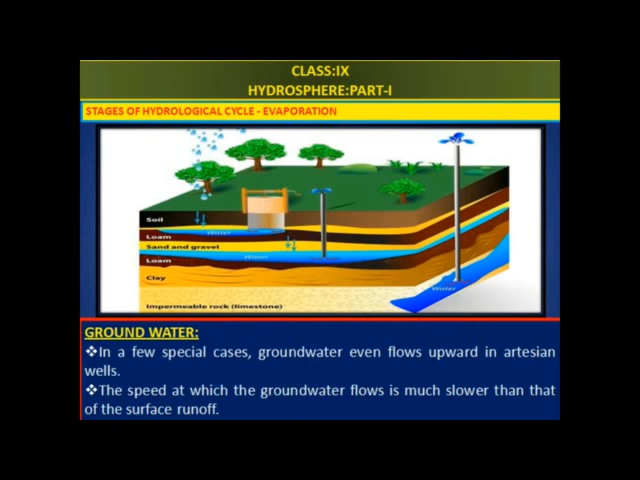 CLASS:IX
HYDROSPHERE:PART-I
STAGES OF HYDROLOGICAL CYCLE - EVAPORATION
Soil
Water
Loam
Sand and gravel
Water
Loam
Clay
Water
Impermeable rock (limestone)
GROUND WATER:
❖In a few special cases, groundwater even flows upward in artesian
wells.
❖The speed at which the groundwater flows is much slower than that
of the surface runoff.